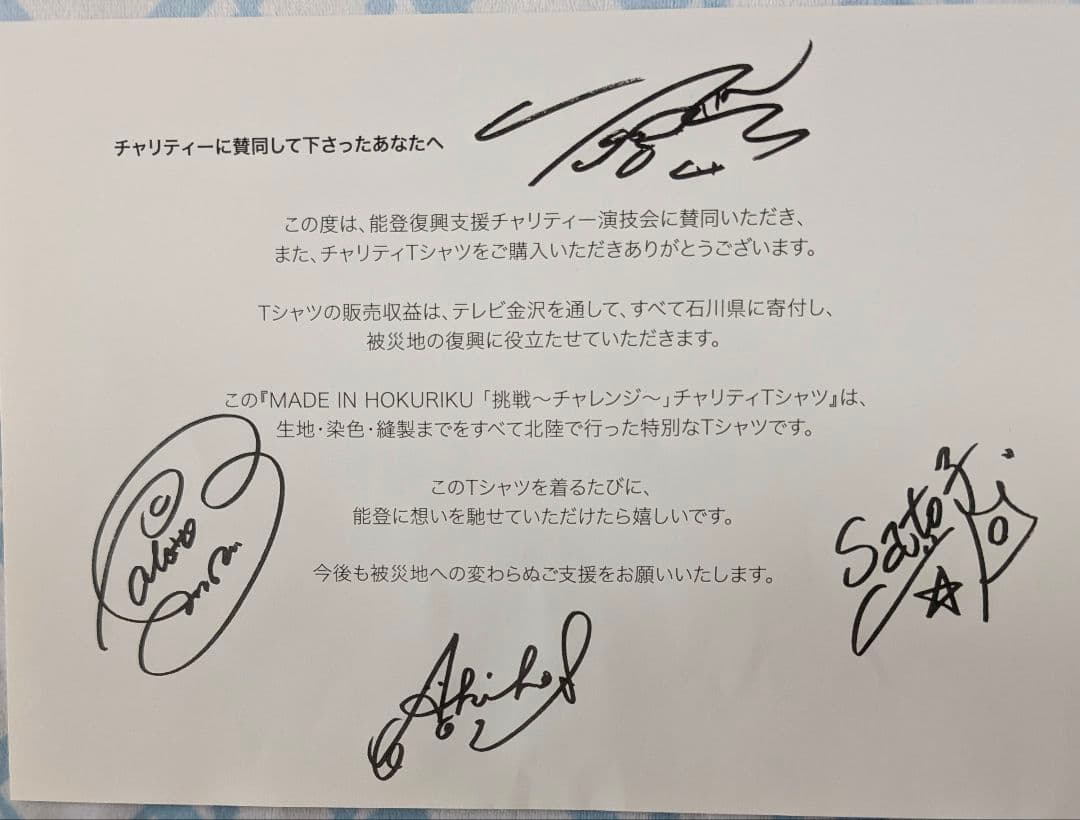 チャリティーに賛同して下さったあなたへ
この度は、能登復興支援チャリティー演技会に賛同いただき、
また、チャリティTシャツをご購入いただきありがとうございます。
Tシャツの販売収益は、テレビ金沢を通して、すべて石川県に寄付し、
被災地の復興に役立たせていただきます。
この『MADE IN HOKURIKU 「挑戦～チャレンジ～」チャリティTシャツ』は、
生地・染色・縫製までをすべて北陸で行った特別なTシャツです。
このTシャツを着るたびに、
能登に想いを馳せていただけたら嬉しいです。
今後も被災地への変わらぬご支援をお願いいたします。
Satoko
Akiko